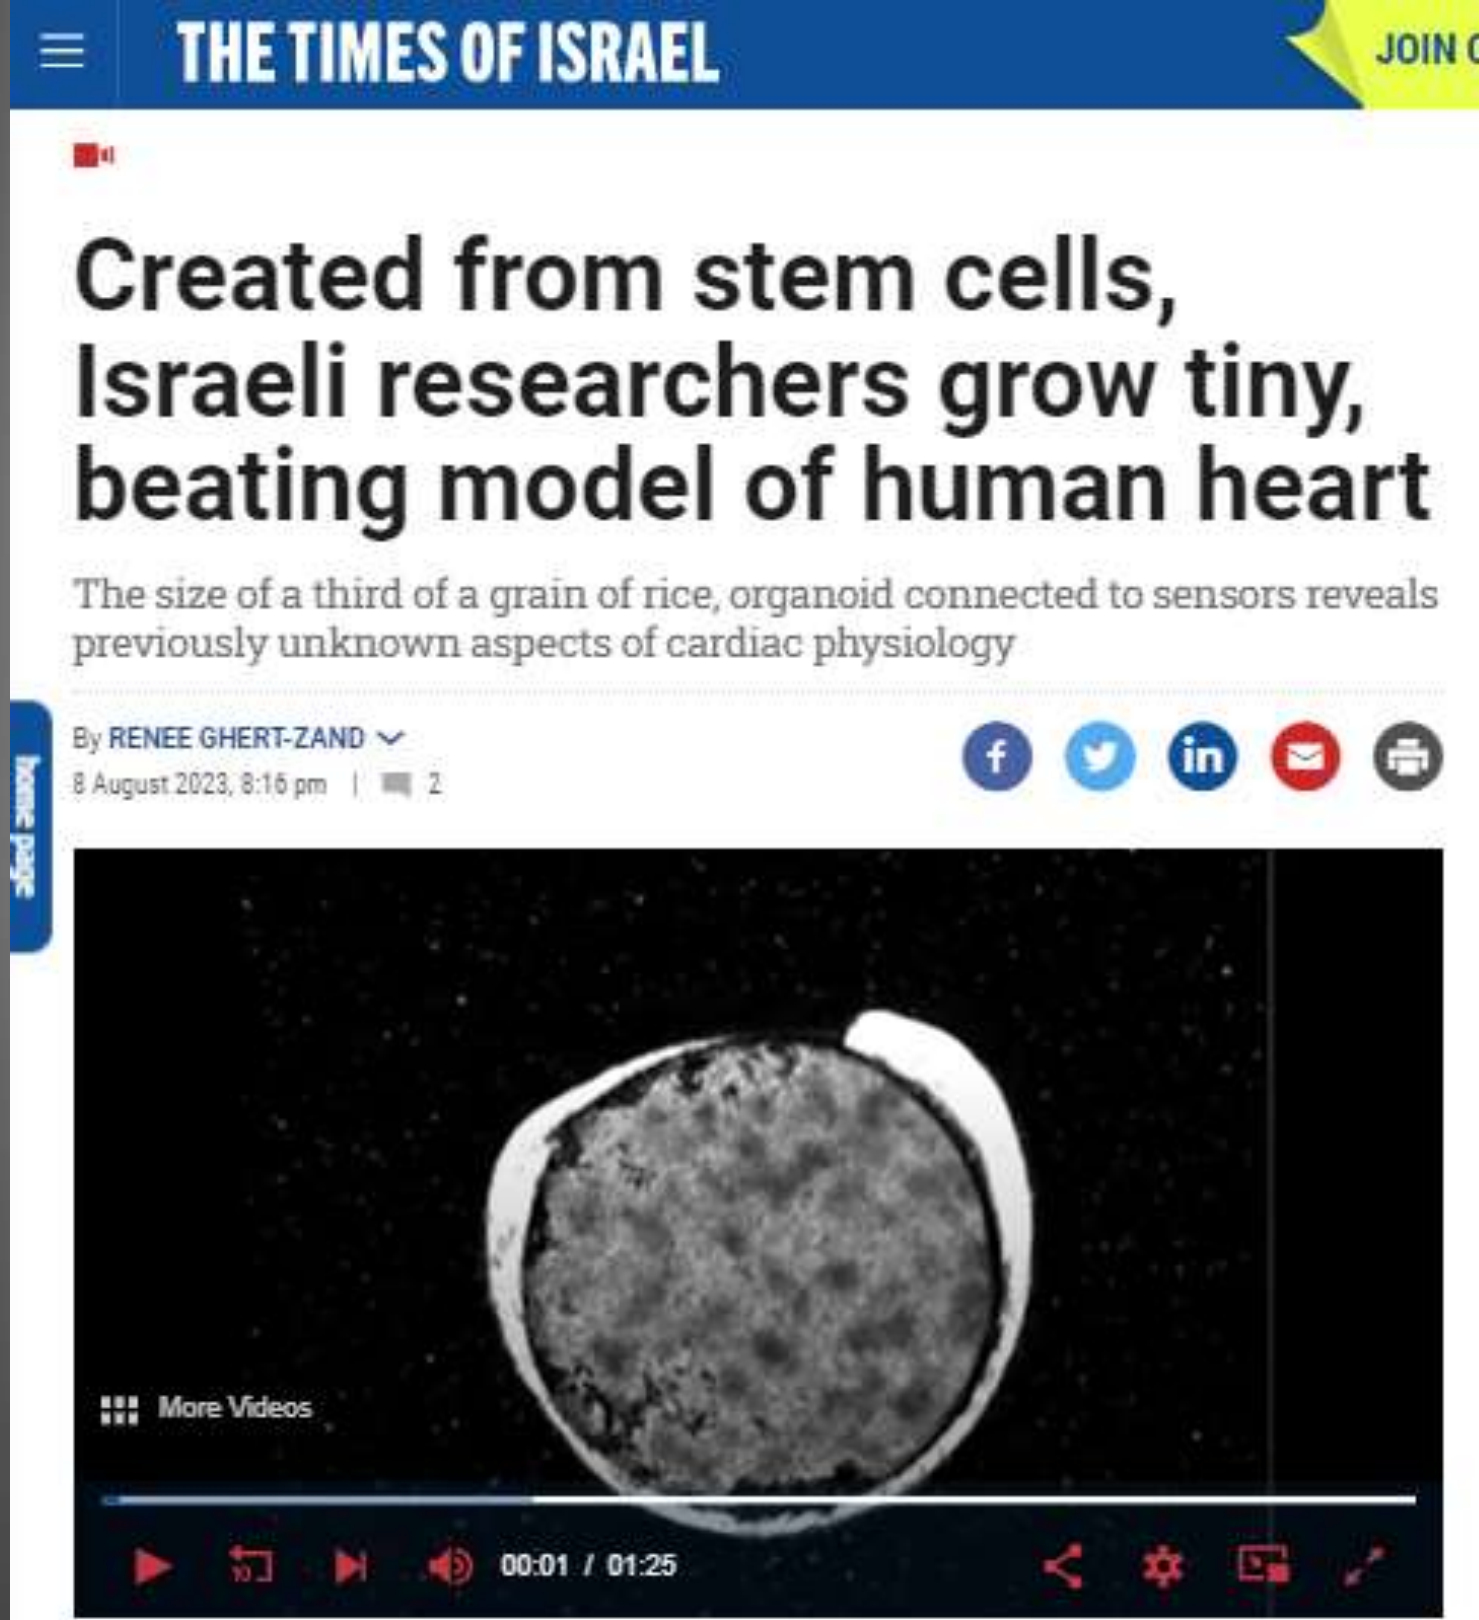 THE TIMES OF ISRAEL
JOIN
Created from stem cells,
Israeli researchers grow tiny,
beating model of human heart
The size of a third of a grain of rice, organoid connected to sensors reveals
previously unknown aspects of cardiac physiology
By RENEE GHERT-ZAND
8 August 2023, 8:16 pm | 2
home page
f in
More Videos
10
00:01 / 01:25